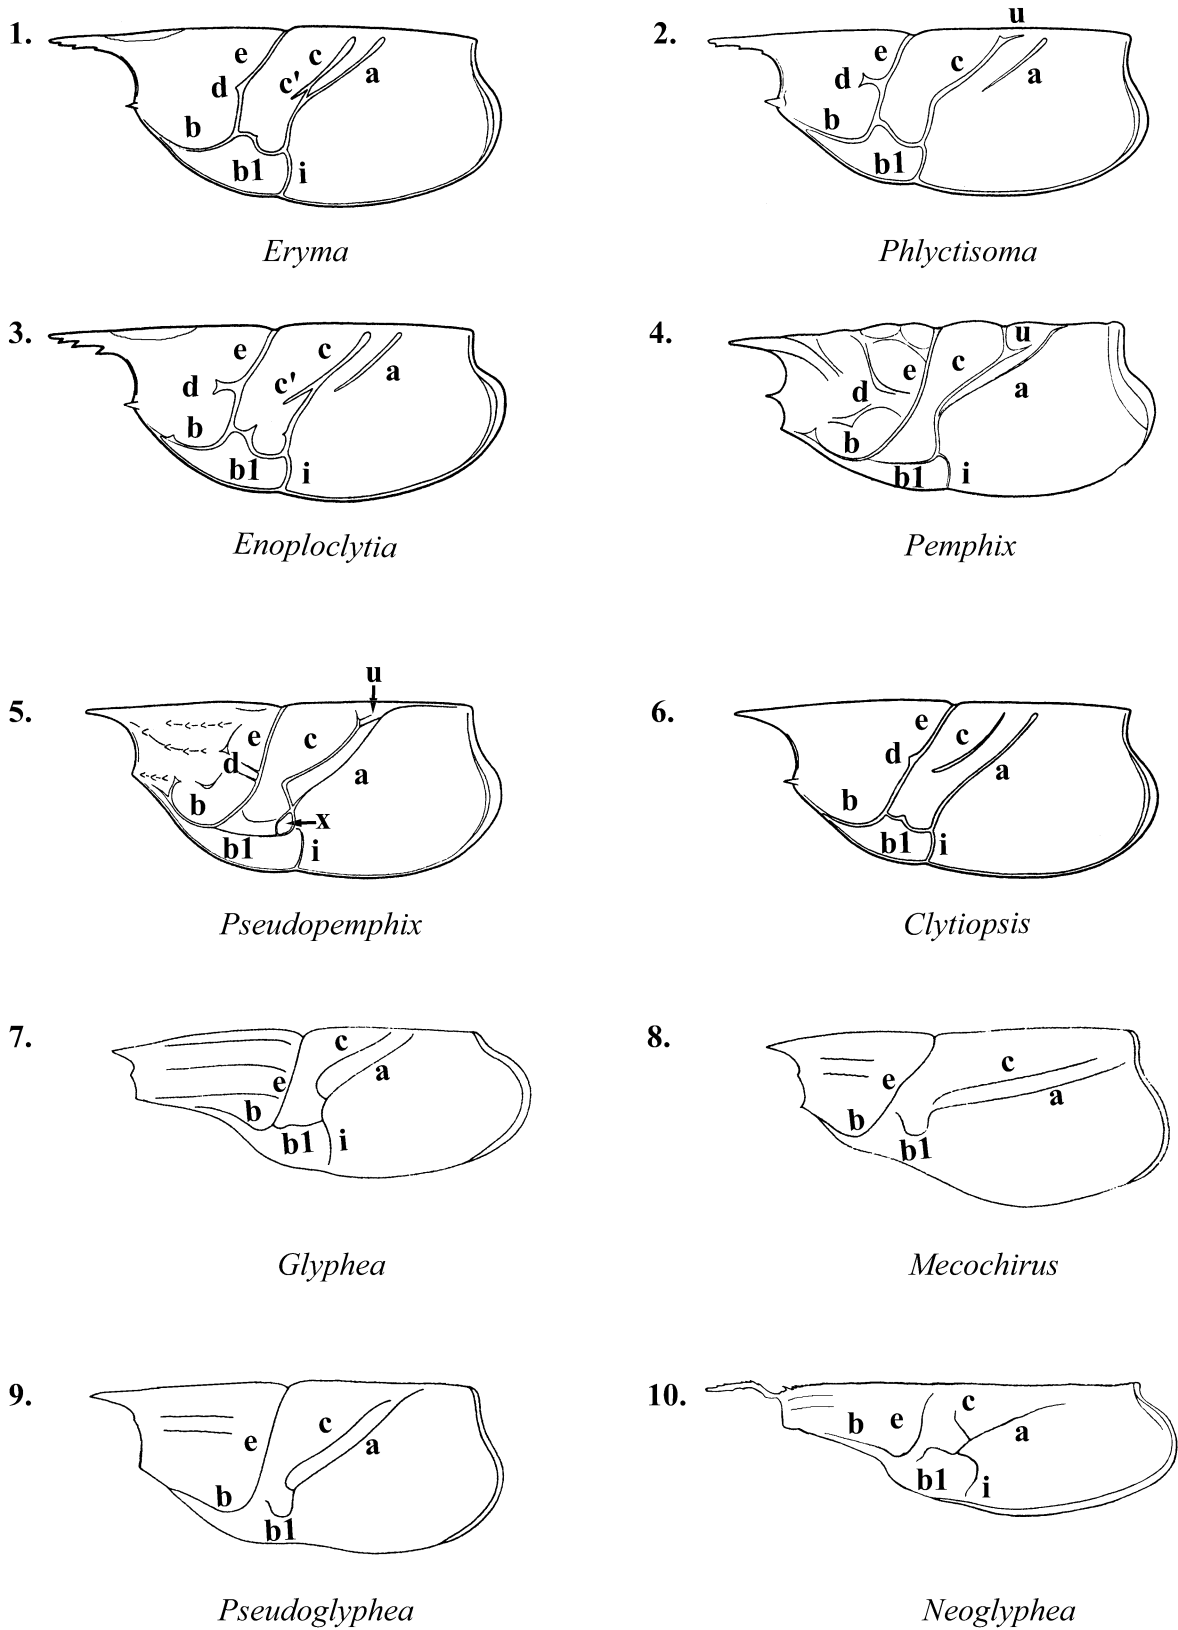 1.
e
c
c'
d
a
b
b1
i
Eryma
2.
u
e
c
d
a
b
b1
Phlyctisoma
3.
e
c
c'
d
a
b
b1
i
Enoploclytia
4.
u
e
c
d
a
b
b1
i
Pemphix
5.
u
e
c
d
a
b
x
b1
i
Pseudopemphix
6.
e
c
d
a
b
b1
i
Clytiopsis
7.
c
e
a
b
b1
i
Glyphea
8.
c
e
a
b
b1
Mecochirus
9.
c
e
a
b
b1
Pseudoglyphea
10.
c
b
e
a
b1
i
Neoglyphea